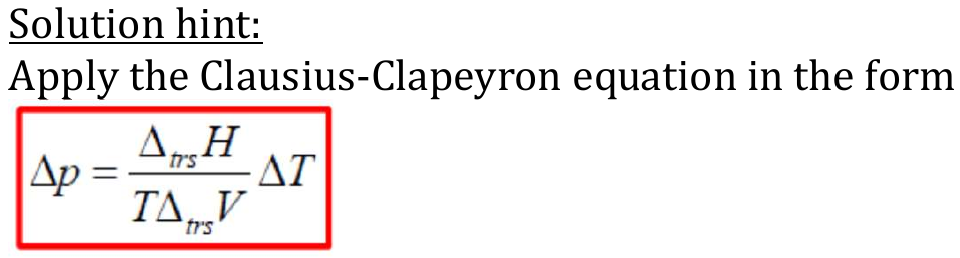 Solution hint:
Apply the Clausius-Clapeyron equation in the form
Δp = Δ_trs H / TΔ_trs V ΔT